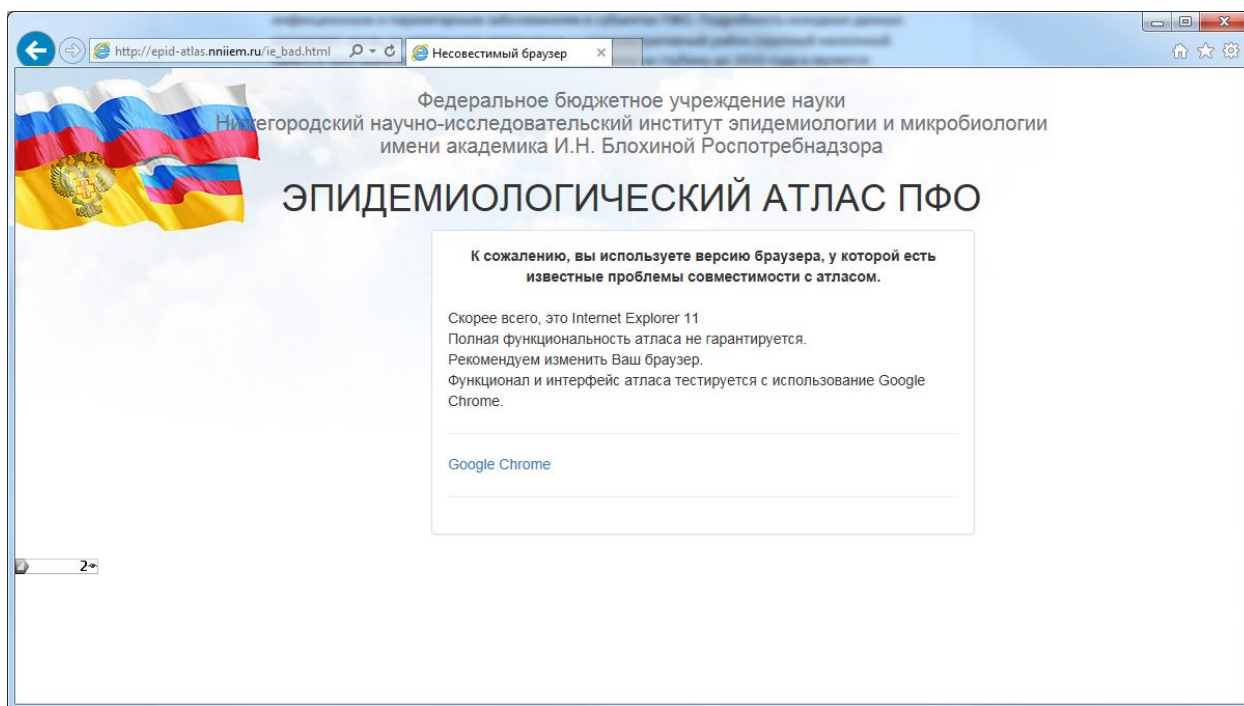 http://epid-atlas.nniiem.ru/ie_bad.html
Несовестимый браузер
Федеральное бюджетное учреждение науки
Нижегородский научно-исследовательский институт эпидемиологии и микробиологии
имени академика И.Н. Блохиной Роспотребнадзора
ЭПИДЕМИОЛОГИЧЕСКИЙ АТЛАС ПФО
К сожалению, вы используете версию браузера, у которой есть
известные проблемы совместимости с атласом.
Скорее всего, это Internet Explorer 11
Полная функциональность атласа не гарантируется.
Рекомендуем изменить Ваш браузер.
Функционал и интерфейс атласа тестируется с использование Google
Chrome.
Google Chrome
2